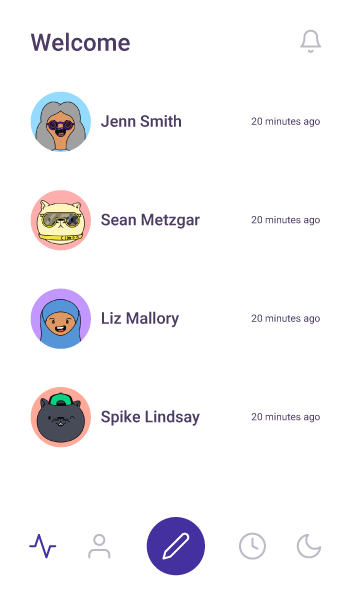 Welcome
Jenn Smith 20 minutes ago
Sean Metzgar 20 minutes ago
Liz Mallory 20 minutes ago
Spike Lindsay 20 minutes ago